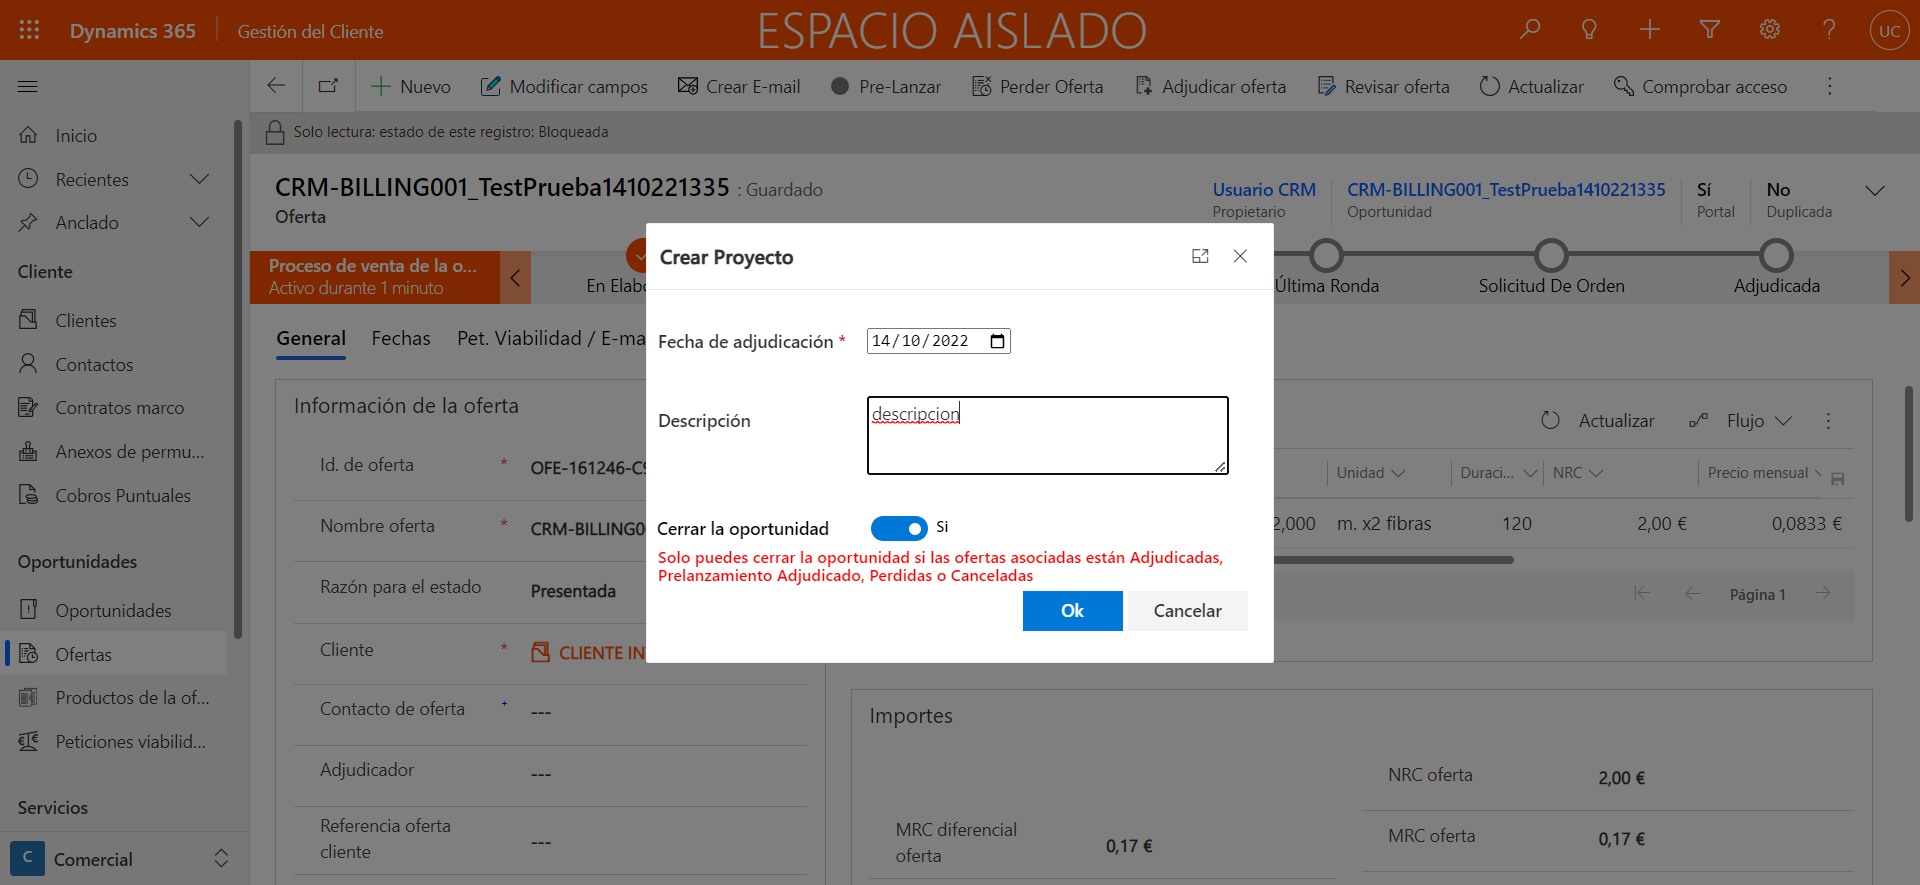 Dynamics 365
Gestión del Cliente
ESPACIO AISLADO
UC
Nuevo
Modificar campos
Crear E-mail
Pre-Lanzar
Perder Oferta
Adjudicar oferta
Revisar oferta
Actualizar
Comprobar acceso
Solo lectura: estado de este registro: Bloqueada
Inicio
Recientes
Anclado
Cliente
Clientes
Contactos
Contratos marco
Anexos de permu...
Cobros Puntuales
Oportunidades
Oportunidades
Ofertas
Productos de la of...
Peticiones viabilid...
Servicios
C Comercial
CRM-BILLING001_TestPrueba1410221335 : Guardado
Oferta
Usuario CRM
Propietario
CRM-BILLING001_TestPrueba1410221335
Oportunidad
Sí
Portal
No
Duplicada
Proceso de venta de la o...
Activo durante 1 minuto
En Elabo
Última Ronda
Solicitud De Orden
Adjudicada
General
Fechas
Pet. Viabilidad / E-ma
Crear Proyecto
Fecha de adjudicación *
14/10/2022
Descripción
descripcion
Cerrar la oportunidad
Si
Solo puedes cerrar la oportunidad si las ofertas asociadas están Adjudicadas,
Prelanzamiento Adjudicado, Perdidas o Canceladas
Ok
Cancelar
Información de la oferta
Id. de oferta * OFE-161246-C
Nombre oferta * CRM-BILLING0
Razón para el estado Presentada
Cliente * CLIENTE IN
Contacto de oferta + ---
Adjudicador ---
Referencia oferta
cliente
---
Actualizar
Flujo
Unidad
Duraci...
NRC
Precio mensual
2,000
m. x2 fibras
120
2,00 €
0,0833 €
Página 1
Importes
NRC oferta 2,00 €
MRC diferencial
oferta
0,17 €
MRC oferta 0,17 €